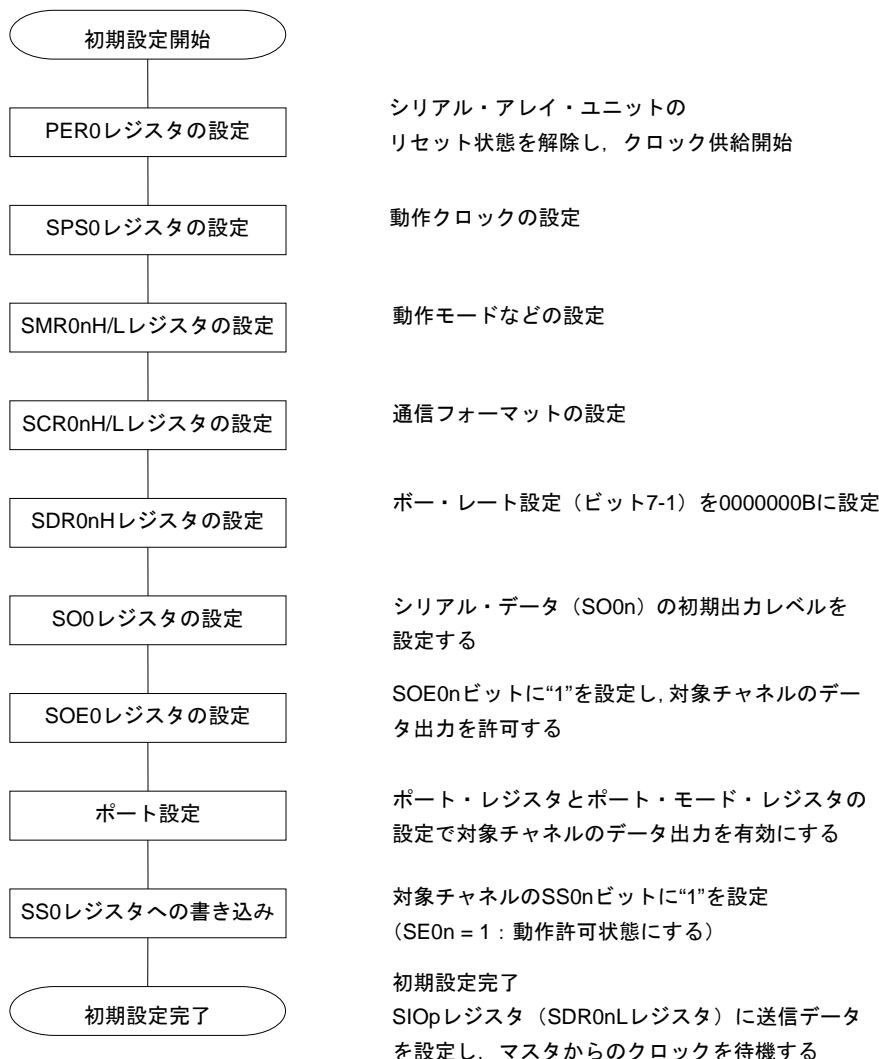 初期設定開始
PER0レジスタの設定
シリアル・アレイ・ユニットの
リセット状態を解除し，クロック供給開始
SPS0レジスタの設定
動作クロックの設定
SMR0nH/Lレジスタの設定
動作モードなどの設定
SCR0nH/Lレジスタの設定
通信フォーマットの設定
SDR0nHレジスタの設定
ボー・レート設定（ビット7-1）を0000000Bに設定
SO0レジスタの設定
シリアル・データ（SO0n）の初期出力レベルを
設定する
SOE0レジスタの設定
SOE0nビットに“1”を設定し，対象チャネルのデー
タ出力を許可する
ポート設定
ポート・レジスタとポート・モード・レジスタの
設定で対象チャネルのデータ出力を有効にする
SS0レジスタへの書き込み
対象チャネルのSS0nビットに“1”を設定
（SE0n = 1：動作許可状態にする）
初期設定完了
初期設定完了
SIOpレジスタ（SDR0nLレジスタ）に送信データ
を設定し，マスタからのクロックを待機する